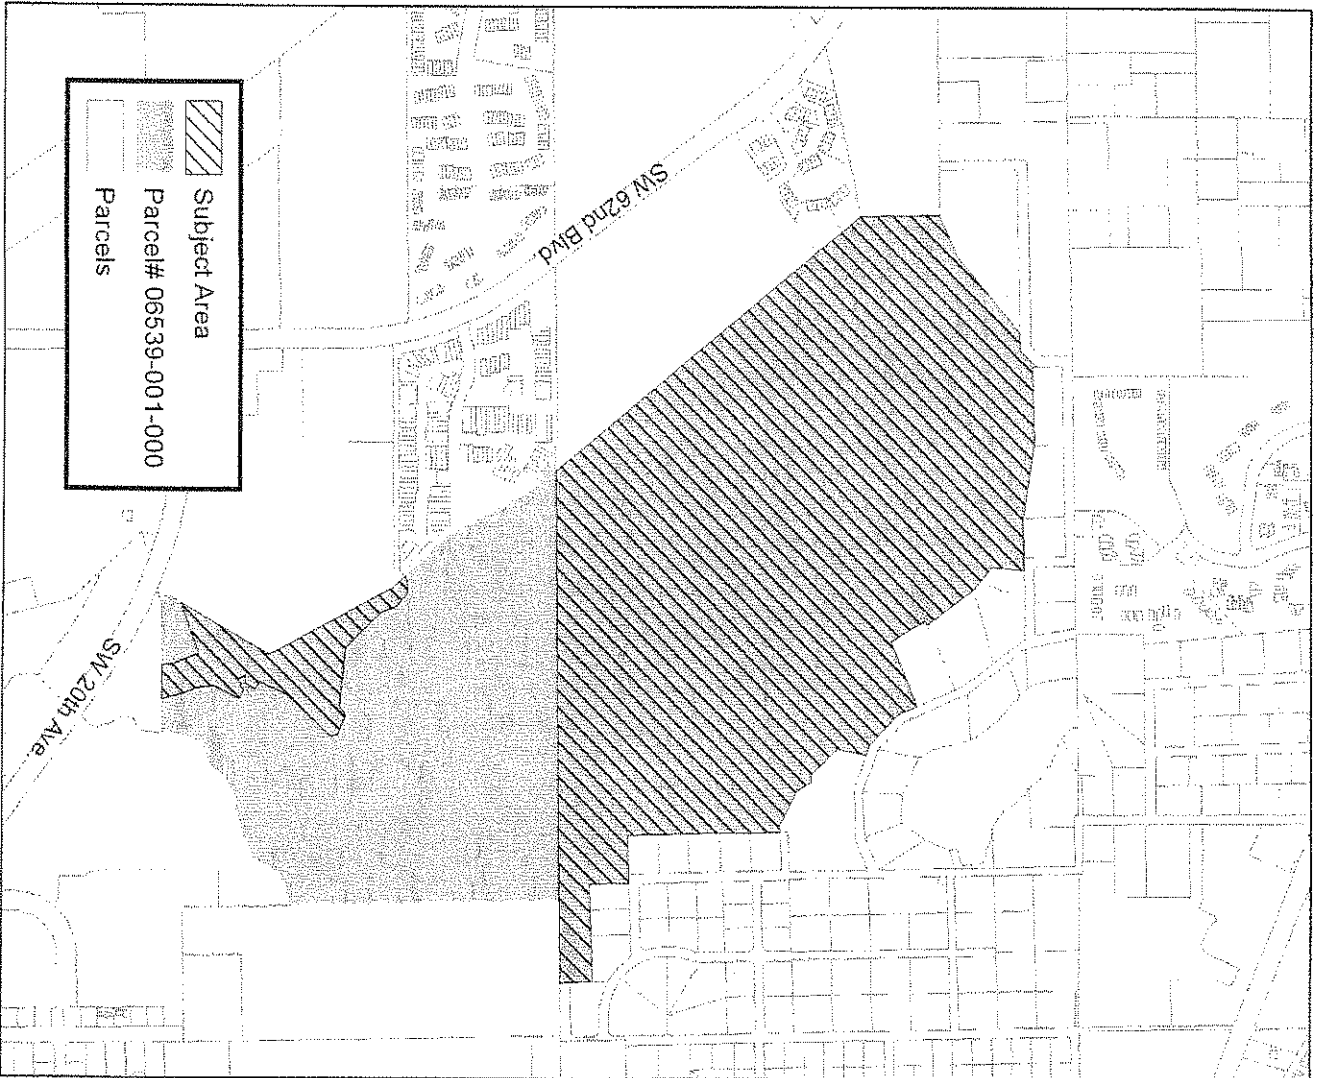 SW 62nd Blvd
Subject Area
Parcel# 06539-001-000
Parcels
SW 20th Ave